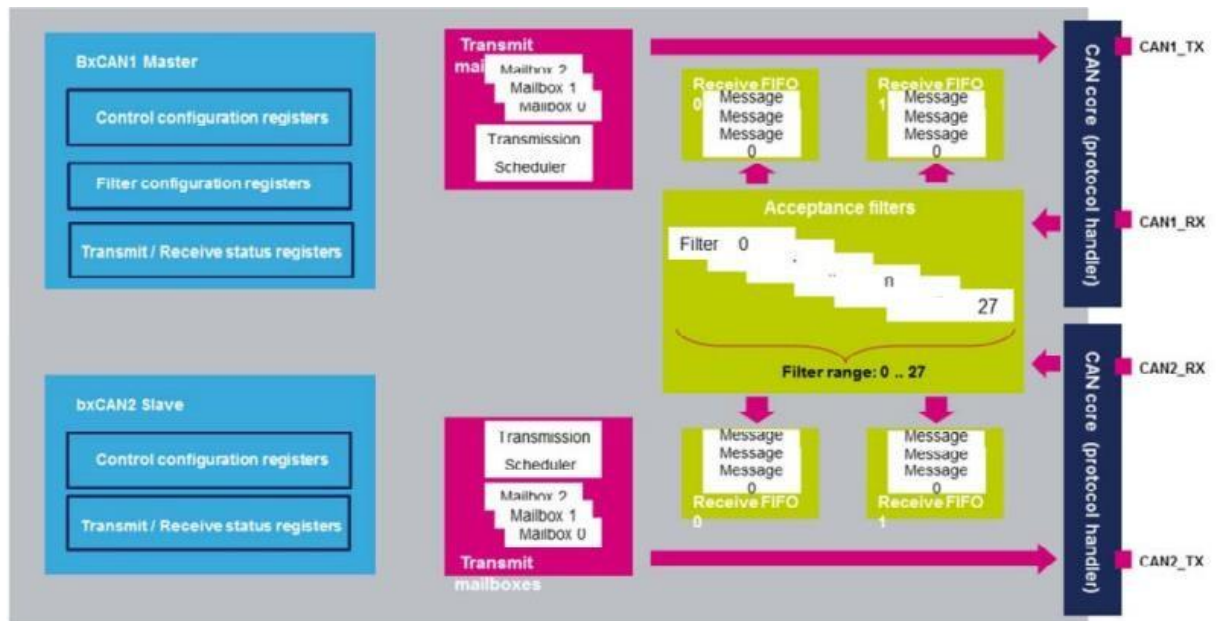 BxCAN1 Master
Control configuration registers
Filter configuration registers
Transmit / Receive status registers
Transmit
Mailbox 2
Mailbox 1
Mailbox 0
Transmission
Scheduler
Receive FIFO
0
Message
Message
Message
0
Receive FIFO
1
Message
Message
Message
0
CAN core (protocol handler)
CAN1_TX
CAN1_RX
Acceptance filters
Filter 0
n
27
Filter range: 0 .. 27
bxCAN2 Slave
Control configuration registers
Transmit / Receive status registers
Transmission
Scheduler
Mailbox 2
Mailbox 1
Mailbox 0
Transmit
mailboxes
Message
Message
Message
0
Receive FIFO
0
Message
Message
Message
0
Receive FIFO
1
CAN core (protocol handler)
CAN2_RX
CAN2_TX